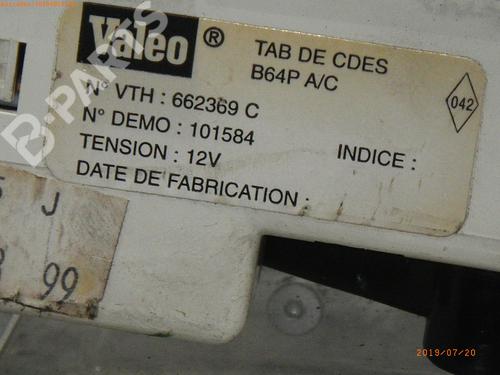 Valeo ®
TAB DE CDES
B64P A/C
N° VTH : 662369 C
N° DEMO : 101584
TENSION : 12V
INDICE :
DATE DE FABRICATION :
042
J
99
B-PARTS
2019/07/20